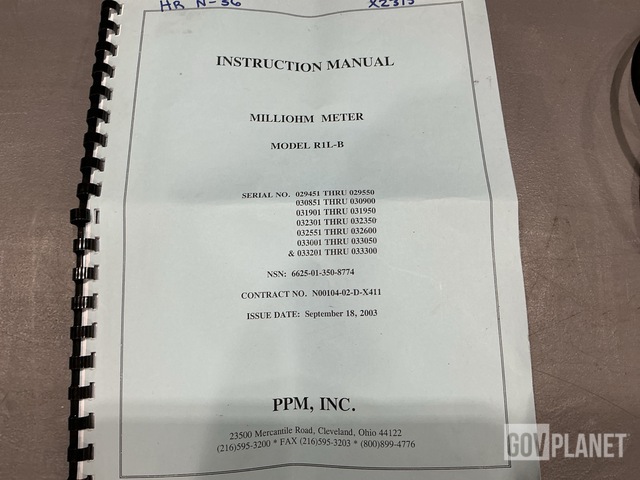 HR N-56
X2315
INSTRUCTION MANUAL
MILLIOHM METER
MODEL R1L-B
SERIAL NO. 029451 THRU 029550
030851 THRU 030900
031901 THRU 031950
032301 THRU 032350
032551 THRU 032600
033001 THRU 033050
& 033201 THRU 033300
NSN: 6625-01-350-8774
CONTRACT NO. N00104-02-D-X411
ISSUE DATE: September 18, 2003
PPM, INC.
23500 Mercantile Road, Cleveland, Ohio 44122
(216)595-3200 * FAX (216)595-3203 * (800)899-4776
GOVPLANET